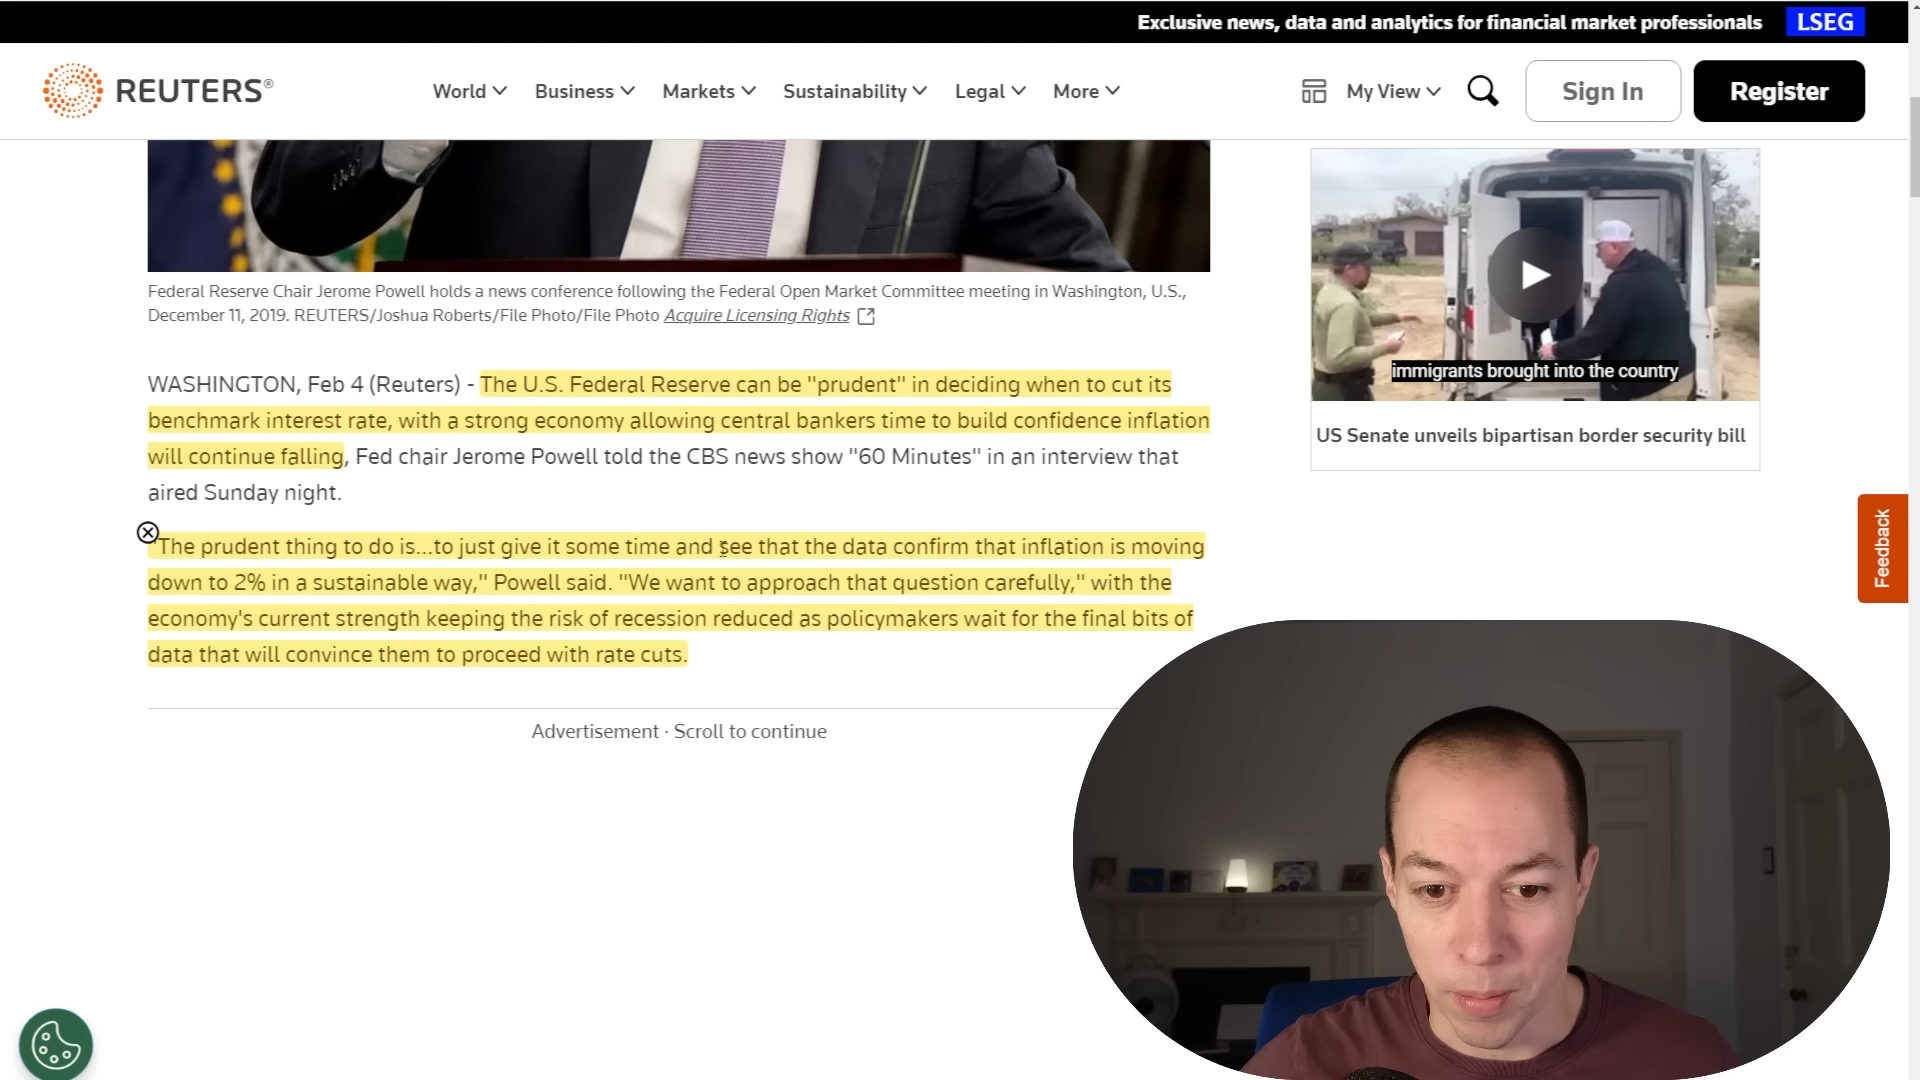 Exclusive news, data and analytics for financial market professionals LSEG
REUTERS®
World Business Markets Sustainability Legal More My View Sign In Register
Federal Reserve Chair Jerome Powell holds a news conference following the Federal Open Market Committee meeting in Washington, U.S.,
December 11, 2019. REUTERS/Joshua Roberts/File Photo/File Photo Acquire Licensing Rights
WASHINGTON, Feb 4 (Reuters) - The U.S. Federal Reserve can be "prudent" in deciding when to cut its
benchmark interest rate, with a strong economy allowing central bankers time to build confidence inflation
will continue falling, Fed chair Jerome Powell told the CBS news show "60 Minutes" in an interview that
aired Sunday night.
"The prudent thing to do is...to just give it some time and see that the data confirm that inflation is moving
down to 2% in a sustainable way," Powell said. "We want to approach that question carefully," with the
economy's current strength keeping the risk of recession reduced as policymakers wait for the final bits of
data that will convince them to proceed with rate cuts.
Advertisement · Scroll to continue
immigrants brought into the country
US Senate unveils bipartisan border security bill
Feedback